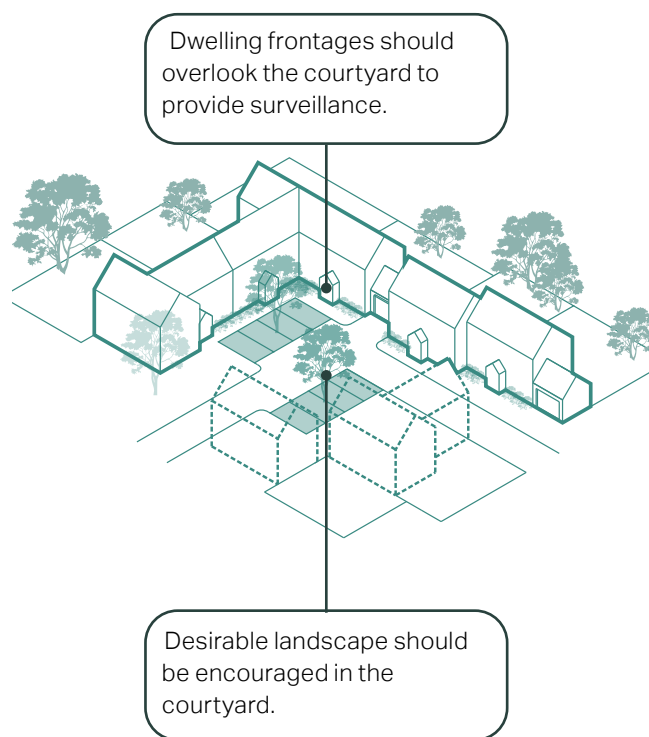 Dwelling frontages should
overlook the courtyard to
provide surveillance.
Desirable landscape should
be encouraged in the
courtyard.